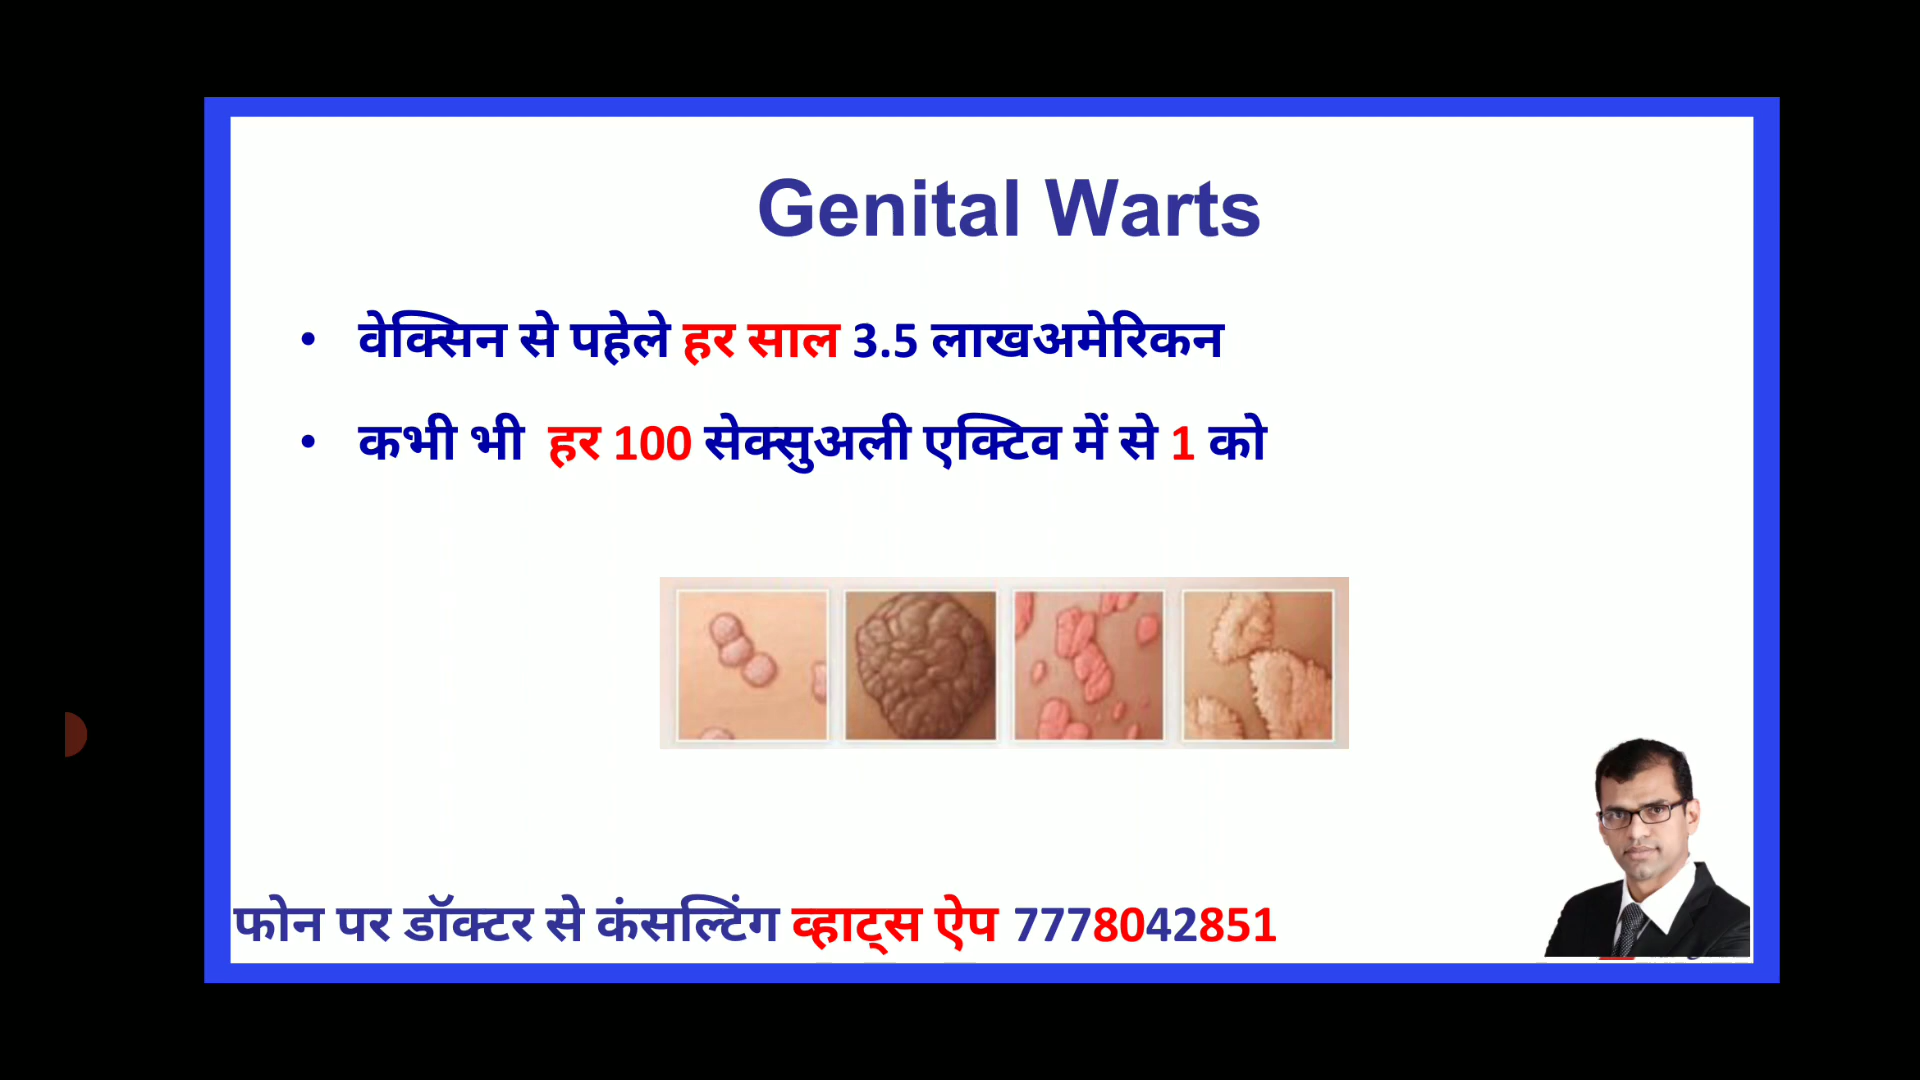 Genital Warts
• वेक्सिन से पहेले हर साल 3.5 लाखअमेरिकन
• कभी भी हर 100 सेक्सुअली एक्टिव में से 1 को
फोन पर डॉक्टर से कंसल्टिंग व्हाट्स ऐप 7778042851